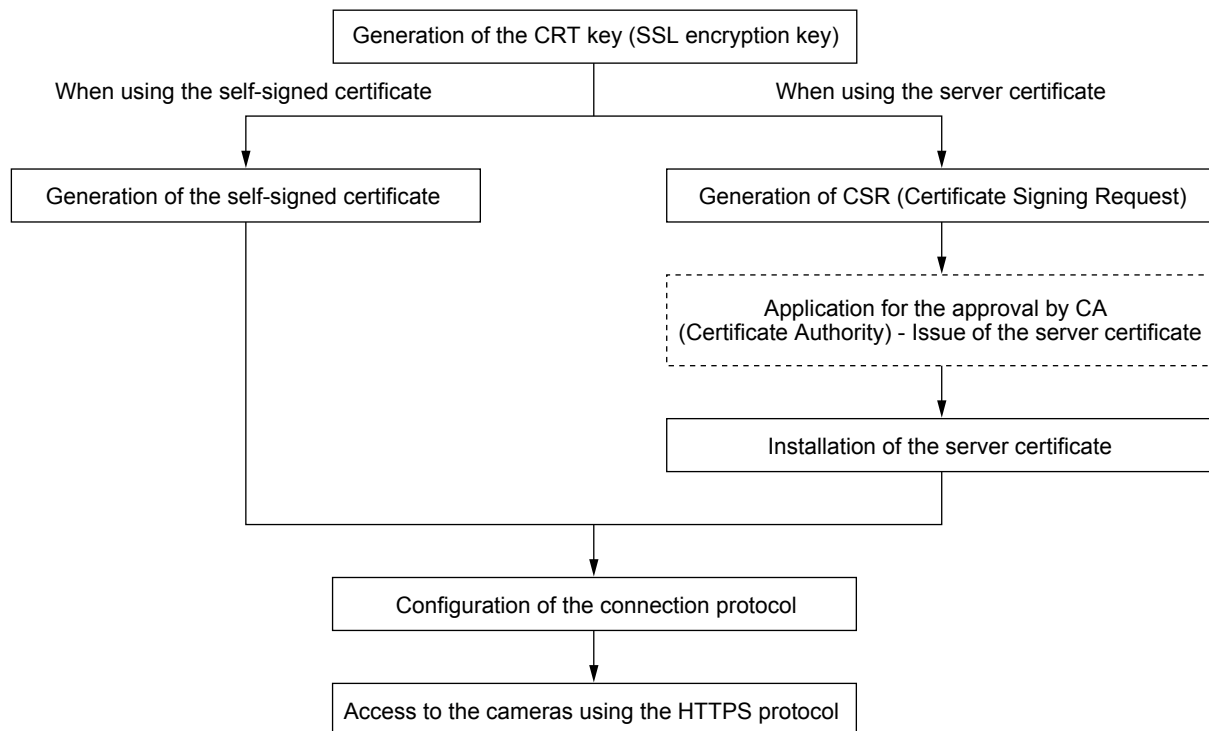 Generation of the CRT key (SSL encryption key)
When using the self-signed certificate
When using the server certificate
Generation of the self-signed certificate
Generation of CSR (Certificate Signing Request)
Application for the approval by CA
(Certificate Authority) - Issue of the server certificate
Installation of the server certificate
Configuration of the connection protocol
Access to the cameras using the HTTPS protocol